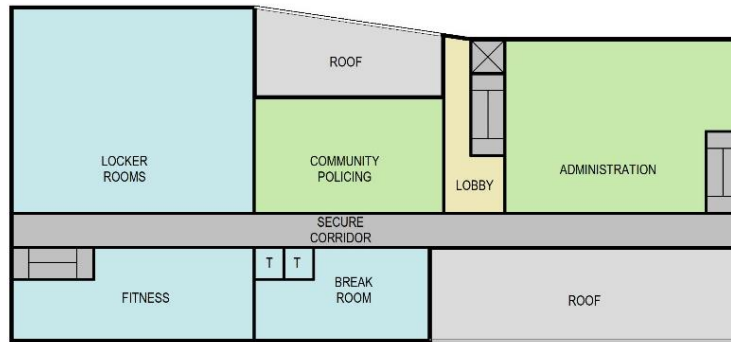 ROOF
LOCKER
ROOMS
COMMUNITY
POLICING
LOBBY
ADMINISTRATION
SECURE
CORRIDOR
T T
FITNESS
BREAK
ROOM
ROOF